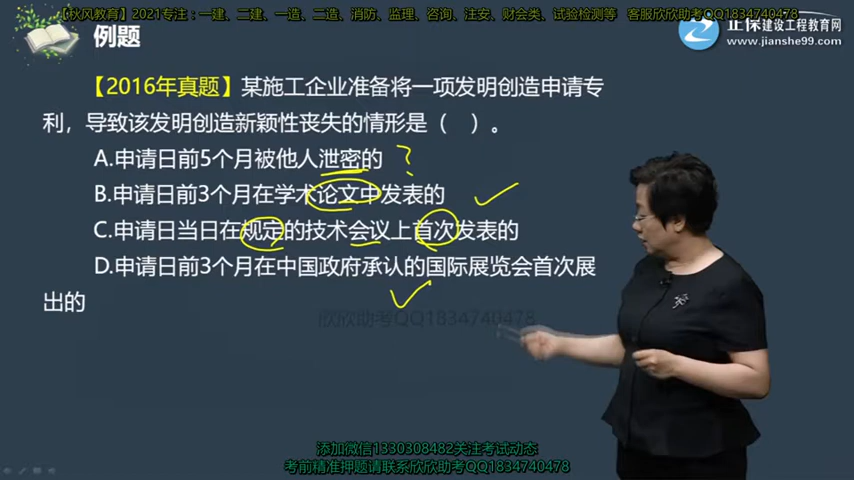 【秋风教育】2021专注：一建、二建、一造、二造、消防、监理、咨询、注安、财会类、试验检测等 客服欣欣助考QQ1834740478
例题
正保建设工程教育网
www.jianshe99.com
【2016年真题】某施工企业准备将一项发明创造申请专
利，导致该发明创造新颖性丧失的情形是（ ）。
A.申请日前5个月被他人泄密的 ?
B.申请日前3个月在学术论文中发表的
C.申请日当日在规定的技术会议上首次发表的
D.申请日前3个月在中国政府承认的国际展览会首次展
出的
欣欣助考QQ1834740478
添加微信1330308482关注考试动态
考前精准押题请联系欣欣助考QQ1834740478